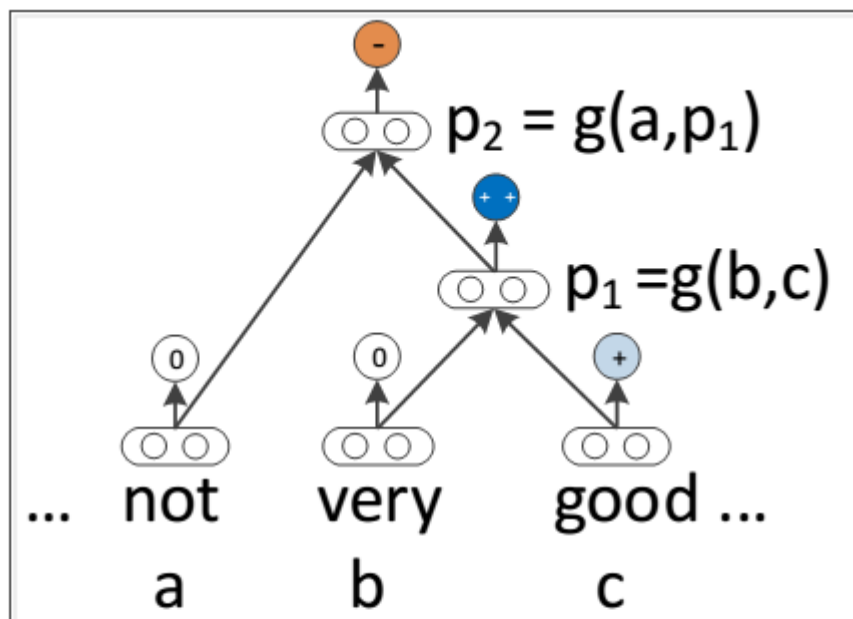 -
p₂ = g(a,p₁)
+ +
p₁ =g(b,c)
0 0 +
... not very good ...
a b c